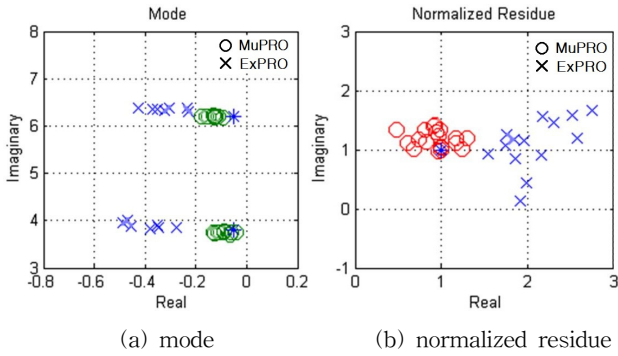 Mode
Imaginary
8
7
6
5
4
3
-0.8
-0.6
-0.4
-0.2
0
0.2
Real
MuPRO
ExPRO
(a) mode
Normalized Residue
Imaginary
3
2
1
0
-1
0
1
2
3
Real
MuPRO
ExPRO
(b) normalized residue